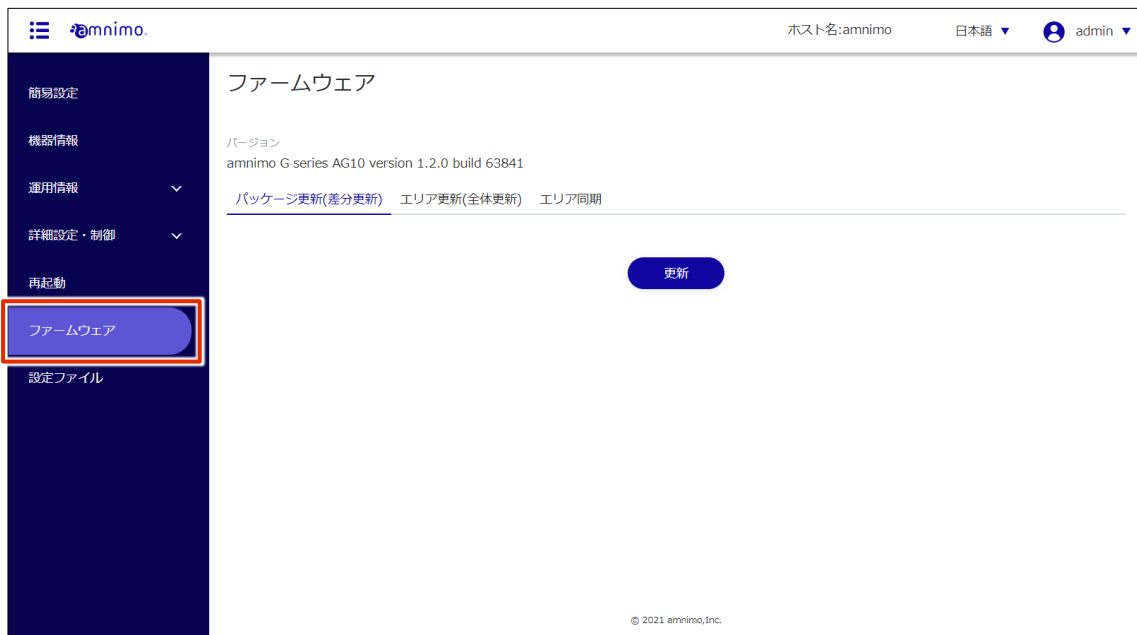 amnimo
ホスト名:amnimo
日本語 ▼
admin ▼
簡易設定
機器情報
運用情報
詳細設定・制御
再起動
ファームウェア
設定ファイル
ファームウェア
バージョン
amnimo G series AG10 version 1.2.0 build 63841
パッケージ更新(差分更新) エリア更新(全体更新) エリア同期
更新
© 2021 amnimo,Inc.